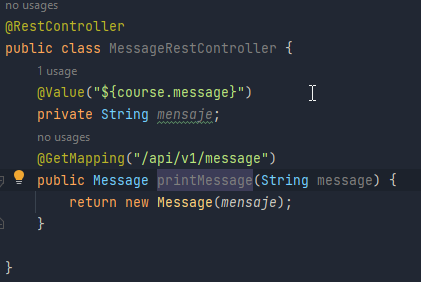 no usages
@RestController
public class MessageRestController {
1 usage
@Value("${course.message}")
private String mensaje;
no usages
@GetMapping("/api/v1/message")
public Message printMessage(String message) {
return new Message(mensaje);
}
}